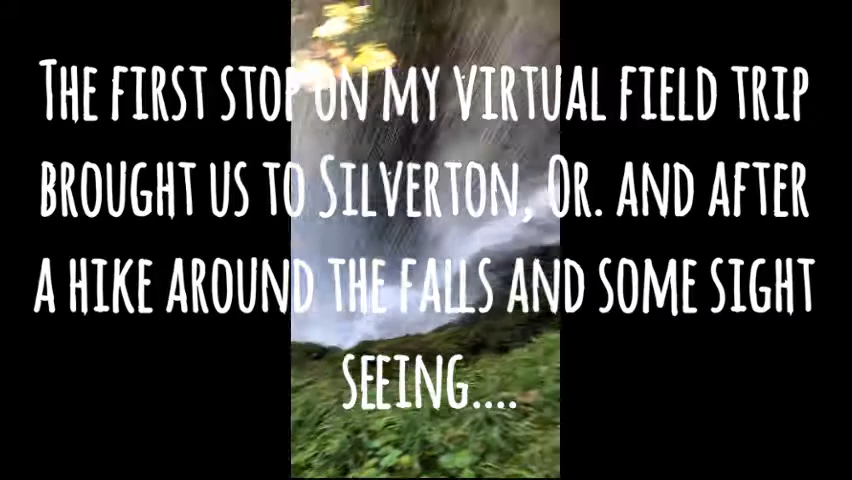 The first stop on my virtual field trip
brought us to Silverton, Or. and after
a hike around the falls and some sight
seeing....